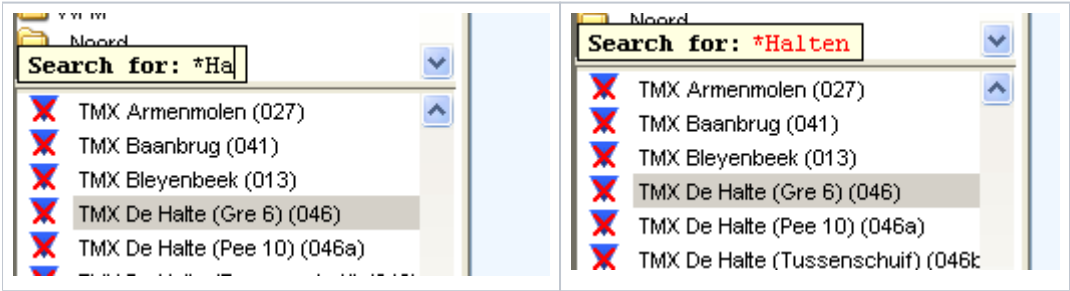 Noord
Search for: *Ha
TMX Armenmolen (027)
TMX Baanbrug (041)
TMX Bleyenbeek (013)
TMX De Halte (Gre 6) (046)
TMX De Halte (Pee 10) (046a)
Noord
Search for: *Halten
TMX Armenmolen (027)
TMX Baanbrug (041)
TMX Bleyenbeek (013)
TMX De Halte (Gre 6) (046)
TMX De Halte (Pee 10) (046a)
TMX De Halte (Tussenschuif) (046b